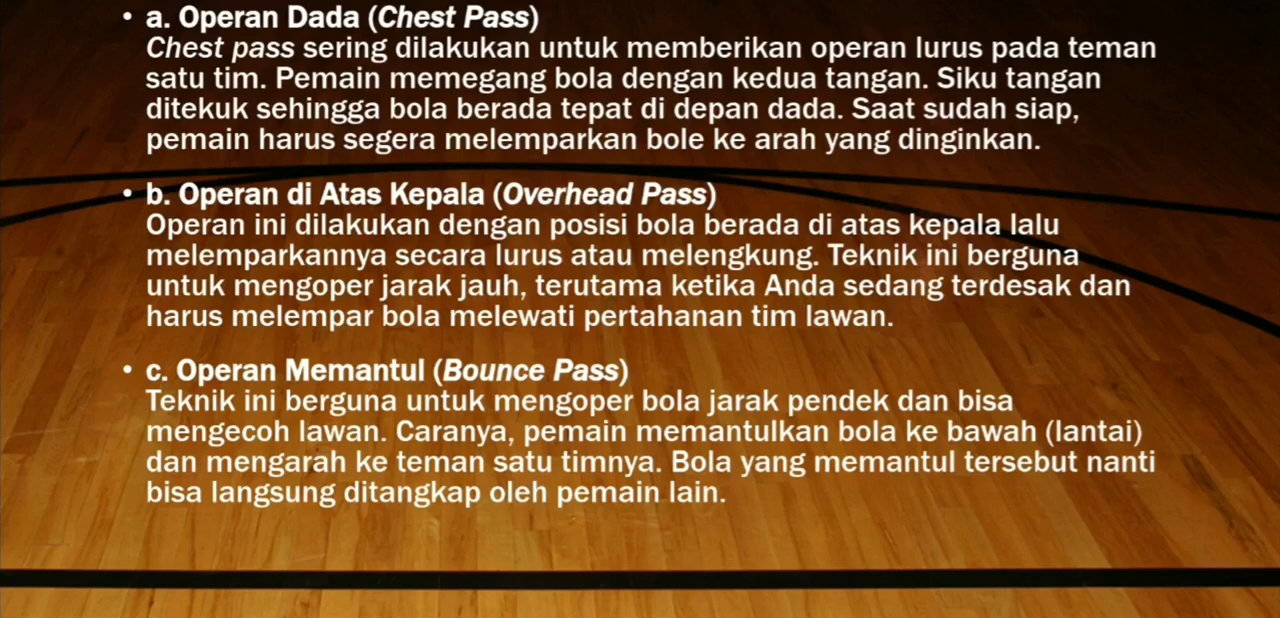 • a. Operan Dada (Chest Pass)
Chest pass sering dilakukan untuk memberikan operan lurus pada teman
satu tim. Pemain memegang bola dengan kedua tangan. Siku tangan
ditekuk sehingga bola berada tepat di depan dada. Saat sudah siap,
pemain harus segera melemparkan bole ke arah yang dinginkan.
• b. Operan di Atas Kepala (Overhead Pass)
Operan ini dilakukan dengan posisi bola berada di atas kepala lalu
melemparkannya secara lurus atau melengkung. Teknik ini berguna
untuk mengoper jarak jauh, terutama ketika Anda sedang terdesak dan
harus melempar bola melewati pertahanan tim lawan.
• c. Operan Memantul (Bounce Pass)
Teknik ini berguna untuk mengoper bola jarak pendek dan bisa
mengecoh lawan. Caranya, pemain memantulkan bola ke bawah (lantai)
dan mengarah ke teman satu timnya. Bola yang memantul tersebut nanti
bisa langsung ditangkap oleh pemain lain.